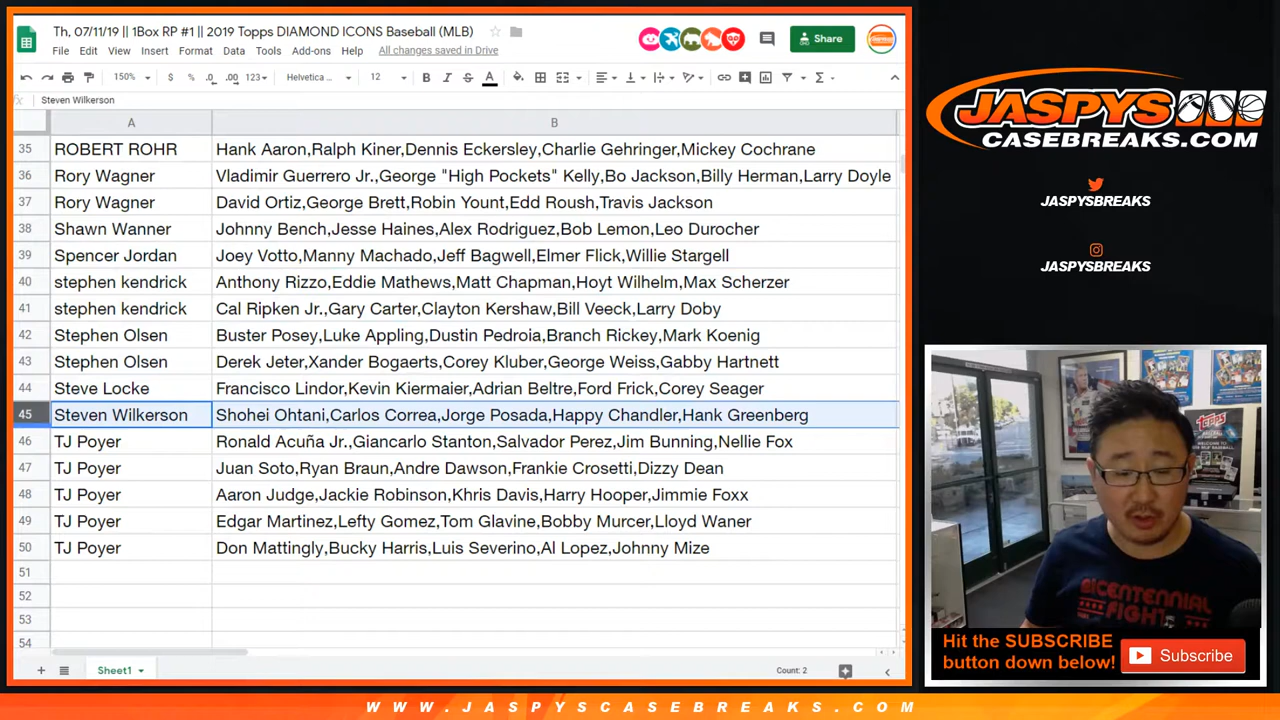 Th, 07/11/19 || 1Box RP #1 || 2019 Topps DIAMOND ICONS Baseball (MLB)
File Edit View Insert Format Data Tools Add-ons Help All changes saved in Drive
Share
150% $ % .0 .00 123 Helvetica ... 12 B I S A
fx Steven Wilkerson
A B
35 ROBERT ROHR Hank Aaron,Ralph Kiner,Dennis Eckersley,Charlie Gehringer,Mickey Cochrane
36 Rory Wagner Vladimir Guerrero Jr.,George "High Pockets" Kelly,Bo Jackson,Billy Herman,Larry Doyle
37 Rory Wagner David Ortiz,George Brett,Robin Yount,Edd Roush,Travis Jackson
38 Shawn Wanner Johnny Bench,Jesse Haines,Alex Rodriguez,Bob Lemon,Leo Durocher
39 Spencer Jordan Joey Votto,Manny Machado,Jeff Bagwell,Elmer Flick,Willie Stargell
40 stephen kendrick Anthony Rizzo,Eddie Mathews,Matt Chapman,Hoyt Wilhelm,Max Scherzer
41 stephen kendrick Cal Ripken Jr.,Gary Carter,Clayton Kershaw,Bill Veeck,Larry Doby
42 Stephen Olsen Buster Posey,Luke Appling,Dustin Pedroia,Branch Rickey,Mark Koenig
43 Stephen Olsen Derek Jeter,Xander Bogaerts,Corey Kluber,George Weiss,Gabby Hartnett
44 Steve Locke Francisco Lindor,Kevin Kiermaier,Adrian Beltre,Ford Frick,Corey Seager
45 Steven Wilkerson Shohei Ohtani,Carlos Correa,Jorge Posada,Happy Chandler,Hank Greenberg
46 TJ Poyer Ronald Acuña Jr.,Giancarlo Stanton,Salvador Perez,Jim Bunning,Nellie Fox
47 TJ Poyer Juan Soto,Ryan Braun,Andre Dawson,Frankie Crosetti,Dizzy Dean
48 TJ Poyer Aaron Judge,Jackie Robinson,Khris Davis,Harry Hooper,Jimmie Foxx
49 TJ Poyer Edgar Martinez,Lefty Gomez,Tom Glavine,Bobby Murcer,Lloyd Waner
50 TJ Poyer Don Mattingly,Bucky Harris,Luis Severino,Al Lopez,Johnny Mize
51
52
53
54
Sheet1
Count: 2
JASPYS
CASEBREAKS.COM
JASPYSBREAKS
JASPYSBREAKS
Topps
BICENTENNIAL
FIGHT
Hit the SUBSCRIBE
button down below!
Subscribe
WWW.JASPYSCASEBREAKS.COM